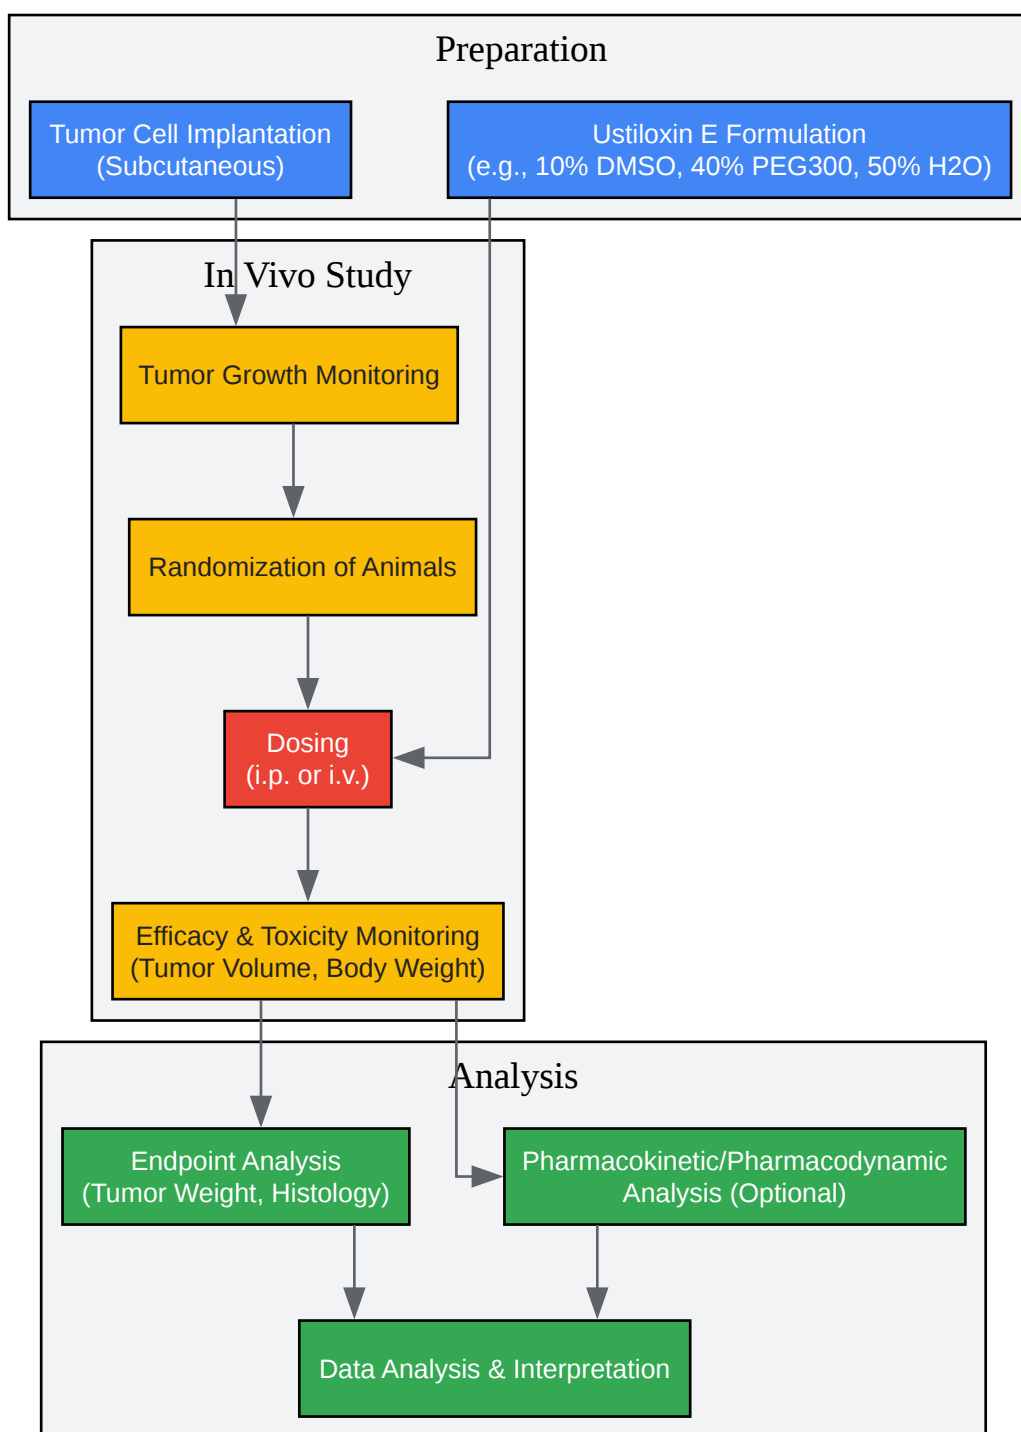 Preparation
Tumor Cell Implantation
(Subcutaneous)
Ustiloxin E Formulation
(e.g., 10% DMSO, 40% PEG300, 50% H2O)
In Vivo Study
Tumor Growth Monitoring
Randomization of Animals
Dosing
(i.p. or i.v.)
Efficacy & Toxicity Monitoring
(Tumor Volume, Body Weight)
Analysis
Endpoint Analysis
(Tumor Weight, Histology)
Pharmacokinetic/Pharmacodynamic
Analysis (Optional)
Data Analysis & Interpretation